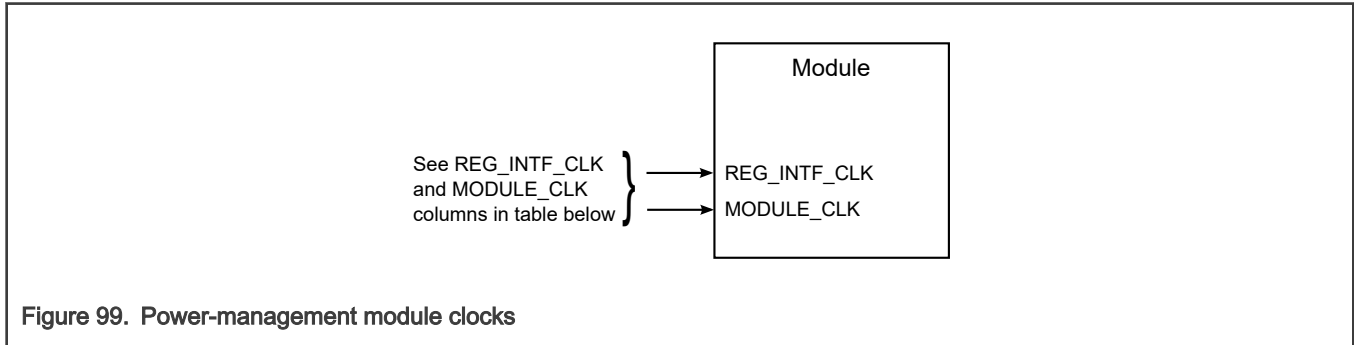 Module
See REG_INTF_CLK
and MODULE_CLK
columns in table below
REG_INTF_CLK
MODULE_CLK
Figure 99. Power-management module clocks